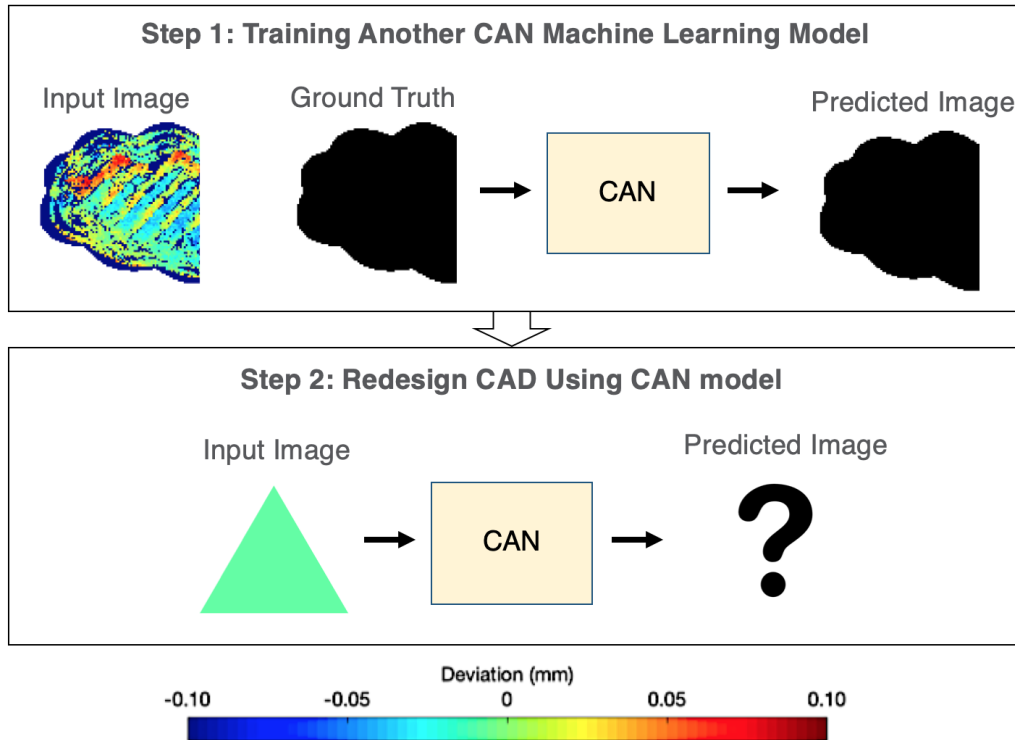 Step 1: Training Another CAN Machine Learning Model
Input Image
Ground Truth
Predicted Image
CAN
Step 2: Redesign CAD Using CAN model
Input Image
Predicted Image
CAN
?
Deviation (mm)
-0.10 -0.05 0 0.05 0.10